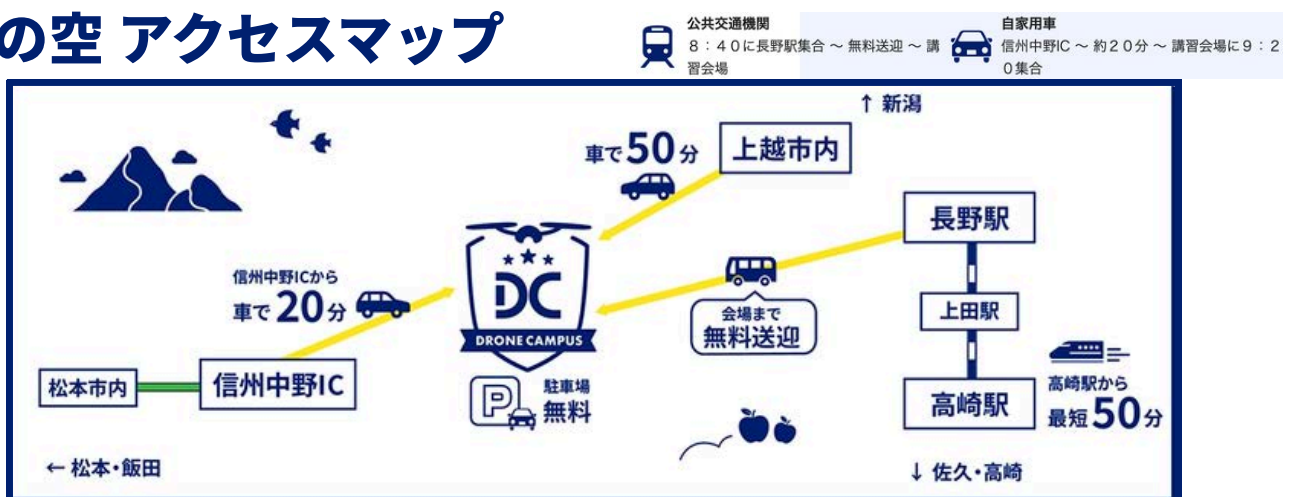 の空 アクセスマップ
公共交通機関
8：40に長野駅集合 ～ 無料送迎 ～ 講
習会場
自家用車
信州中野IC ～ 約20分 ～ 講習会場に9：2
0集合
↑ 新潟
車で50分
上越市内
長野駅
信州中野ICから
車で20分
DC
DRONE CAMPUS
会場まで
無料送迎
上田駅
松本市内
信州中野IC
P
駐車場
無料
高崎駅
高崎駅から
最短50分
← 松本・飯田
↓ 佐久・高崎